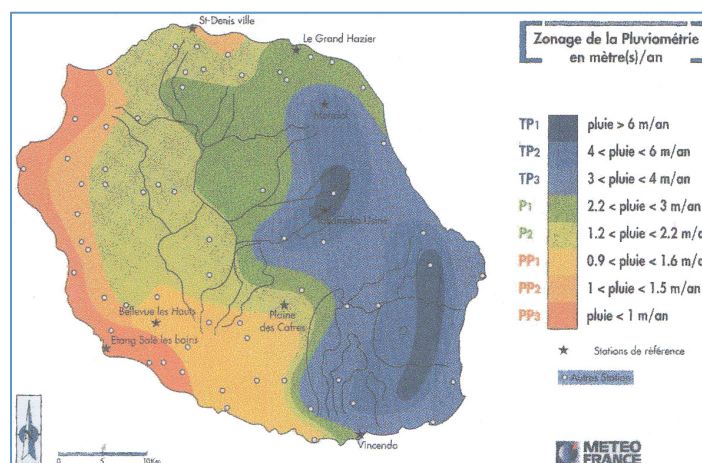 St-Denis ville
Le Grand Hazier
Bellevue les Hauts
Plaine
des Cafres
Etang Salé les bains
Vincendo
0 5 10Km
Zonage de la Pluviométrie
en mètre(s)/an
TP1 pluie > 6 m/an
TP2 4 < pluie < 6 m/an
TP3 3 < pluie < 4 m/an
P1 2.2 < pluie < 3 m/an
P2 1.2 < pluie < 2.2 m/a
PP1 0.9 < pluie < 1.6 m/a
PP2 1 < pluie < 1.5 m/an
PP3 pluie < 1 m/an
Stations de référence
Autres Station
METEO
FRANCE